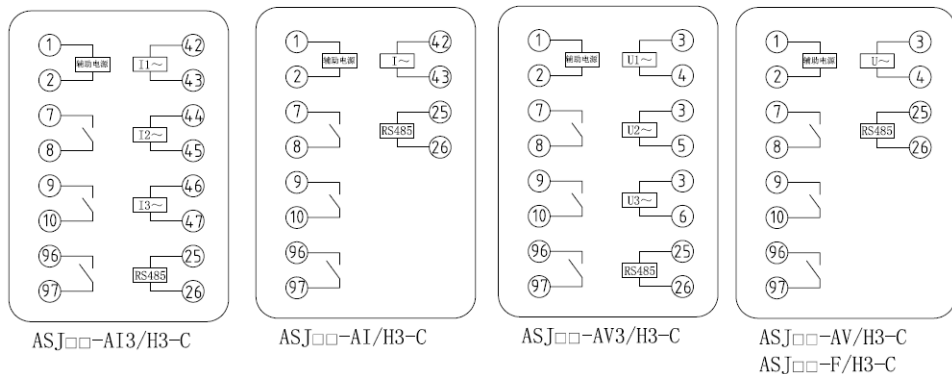 1 辅助电源 I1～ 42
2 43
7 I2～ 44
8 45
9 I3～ 46
10 47
96 RS485 25
97 26
ASJ□□-AI3/H3-C
1 辅助电源 I～ 42
2 43
7 RS485 25
8 26
9
10
96
97
ASJ□□-AI/H3-C
1 辅助电源 U1～ 3
2 4
7 U2～ 3
8 5
9 U3～ 3
10 6
96 RS485 25
97 26
ASJ□□-AV3/H3-C
1 辅助电源 U～ 3
2 4
7 RS485 25
8 26
9
10
96
97
ASJ□□-AV/H3-C
ASJ□□-F/H3-C